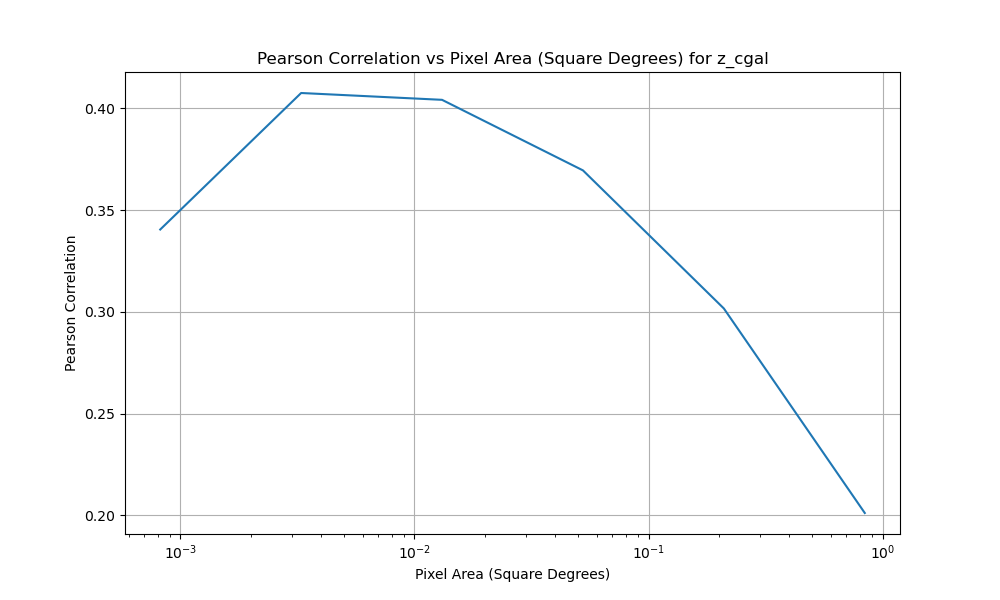 Pearson Correlation vs Pixel Area (Square Degrees) for z_cgal
Pearson Correlation
0.40
0.35
0.30
0.25
0.20
10⁻³ 10⁻² 10⁻¹ 10⁰
Pixel Area (Square Degrees)